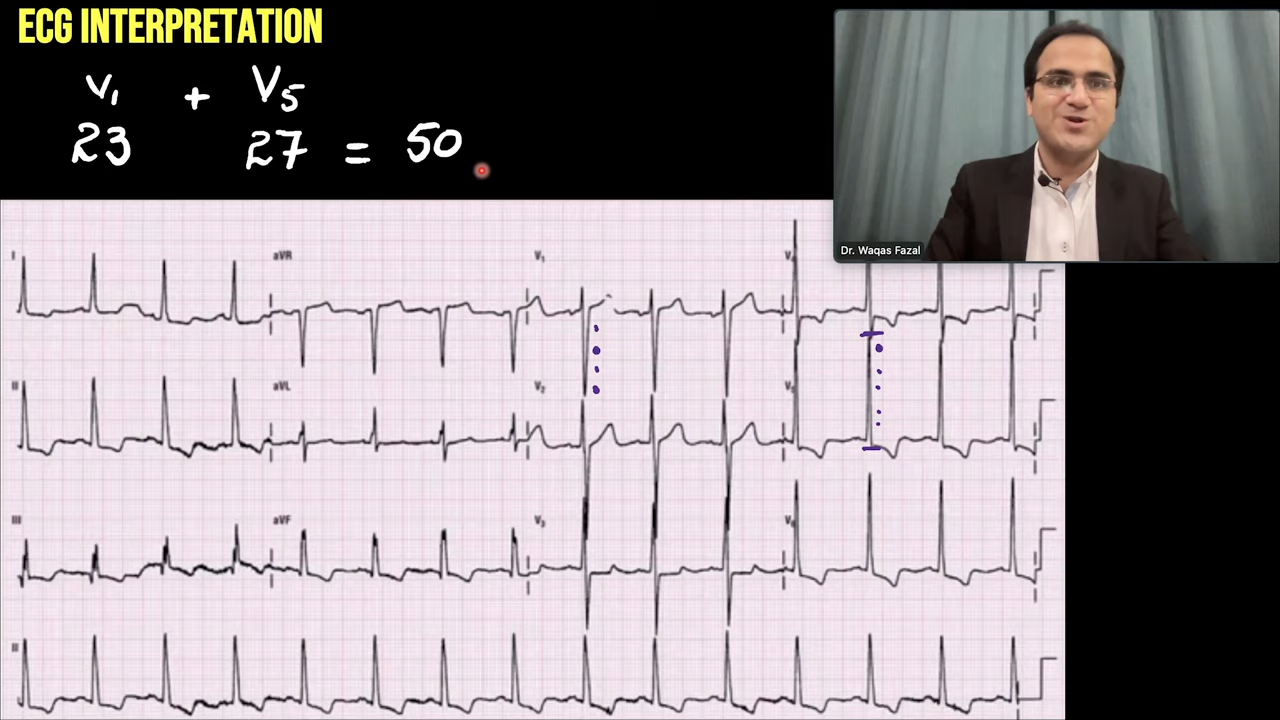 ECG INTERPRETATION
V1 + V5
23 27 = 50
Dr. Waqas Fazal
I aVR V1
II aVL V2 V5
III aVF V3 V6
II